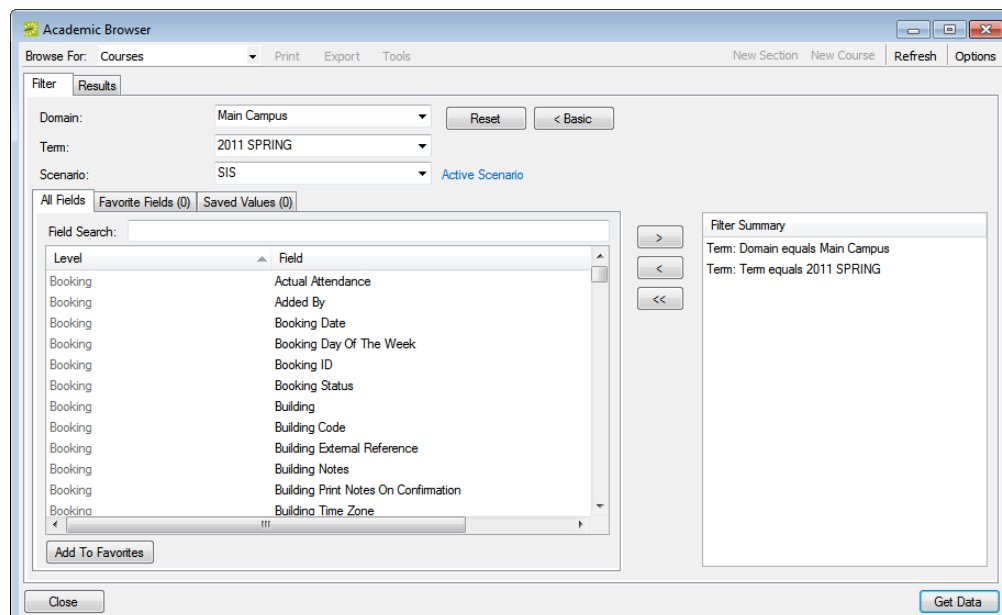 Academic Browser
Browse For: Courses Print Export Tools New Section New Course Refresh Options
Filter Results
Domain: Main Campus Reset < Basic
Term: 2011 SPRING
Scenario: SIS Active Scenario
All Fields Favorite Fields (0) Saved Values (0)
Field Search:
Level Field
Booking Actual Attendance
Booking Added By
Booking Booking Date
Booking Booking Day Of The Week
Booking Booking ID
Booking Booking Status
Booking Building
Booking Building Code
Booking Building External Reference
Booking Building Notes
Booking Building Print Notes On Confirmation
Booking Building Time Zone
Add To Favorites
>
<
<<
Filter Summary
Term: Domain equals Main Campus
Term: Term equals 2011 SPRING
Close Get Data